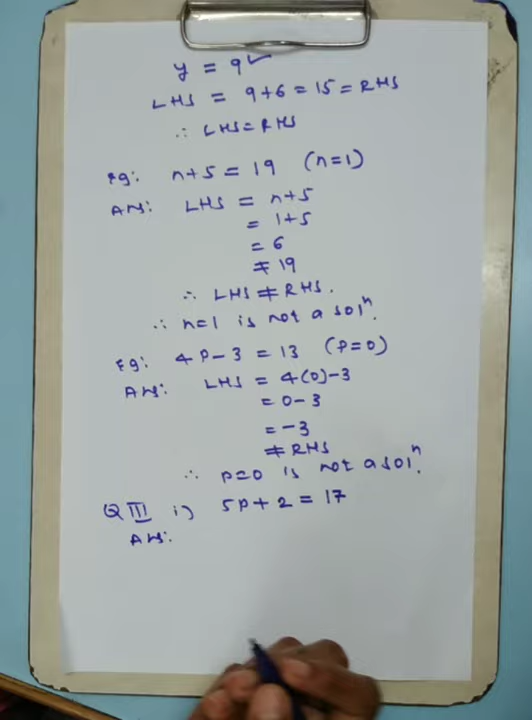 y = 9 ✓
LHS = 9+6 = 15 = RHS
∴ LHS = RHS
Eg: n+5 = 19 (n=1)
Ans: LHS = n+5
= 1+5
= 6
≠ 19
∴ LHS ≠ RHS.
∴ n=1 is not a solⁿ.
Eg: 4p-3 = 13 (p=0)
Ans: LHS = 4(0)-3
= 0-3
= -3
≠ RHS
∴ p=0 is not a solⁿ.
Q III i) 5p+2 = 17
Ans: